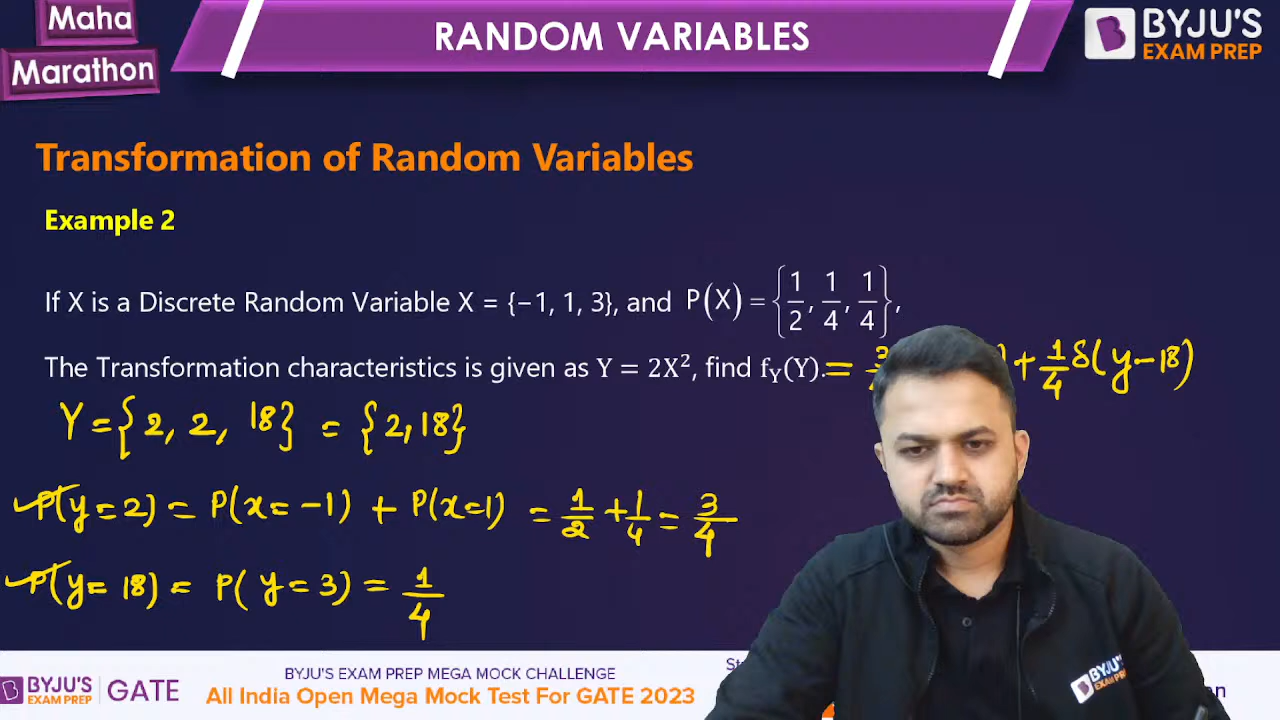 Maha
Marathon
RANDOM VARIABLES
BYJU'S
EXAM PREP
Transformation of Random Variables
Example 2
If X is a Discrete Random Variable X = {−1, 1, 3}, and P(X) = {1/2, 1/4, 1/4},
The Transformation characteristics is given as Y = 2X², find f_Y(Y). = + 1/4 δ(y−18)
Y = {2, 2, 18} = {2, 18}
P(y=2) = P(x=−1) + P(x=1) = 1/2 + 1/4 = 3/4
P(y=18) = P(y=3) = 1/4
BYJU'S
EXAM PREP
GATE
BYJU'S EXAM PREP MEGA MOCK CHALLENGE
All India Open Mega Mock Test For GATE 2023
BYJU'S
EXAM PREP